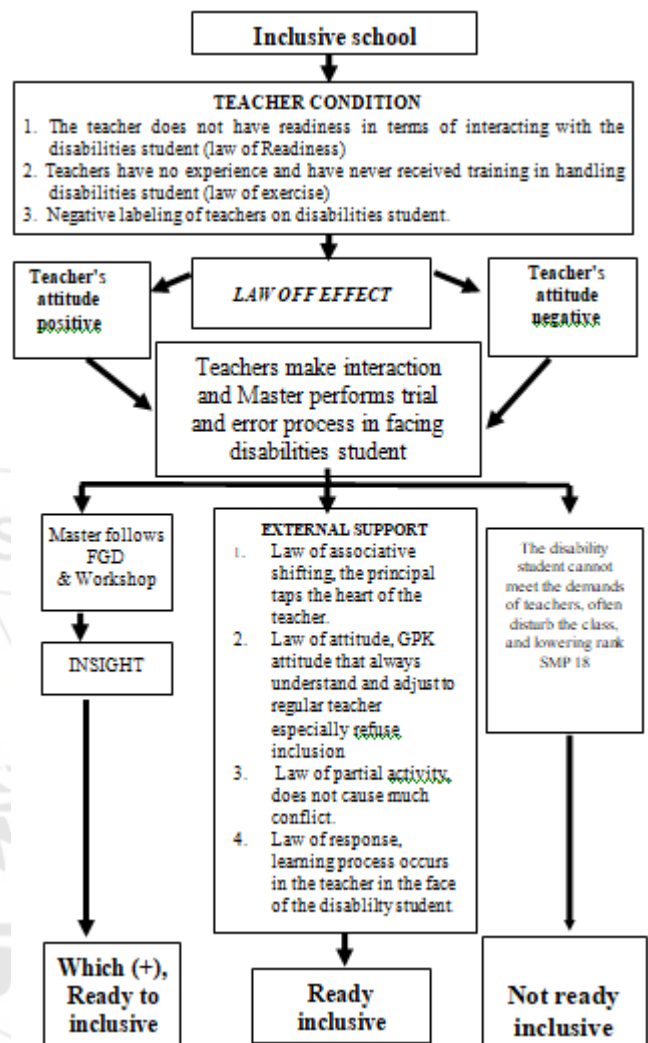 Inclusive school
TEACHER CONDITION
1. The teacher does not have readiness in terms of interacting with the
disabilities student (law of Readiness)
2. Teachers have no experience and have never received training in handling
disabilities student (law of exercise)
3. Negative labeling of teachers on disabilities student.
Teacher's
attitude
positive
LAW OFF EFFECT
Teacher's
attitude
negative
Teachers make interaction
and Master performs trial
and error process in facing
disabilities student
Master follows
FGD
& Workshop
INSIGHT
EXTERNAL SUPPORT
1. Law of associative
shifting, the principal
taps the heart of the
teacher.
2. Law of attitude, GPK
attitude that always
understand and adjust to
regular teacher
especially refuse
inclusion
3. Law of partial activity,
does not cause much
conflict.
4. Law of response,
learning process occurs
in the teacher in the face
of the disablilty student.
The disability
student cannot
meet the demands
of teachers, often
disturb the class,
and lowering rank
SMP 18
Which (+),
Ready to
inclusive
Ready
inclusive
Not ready
inclusive